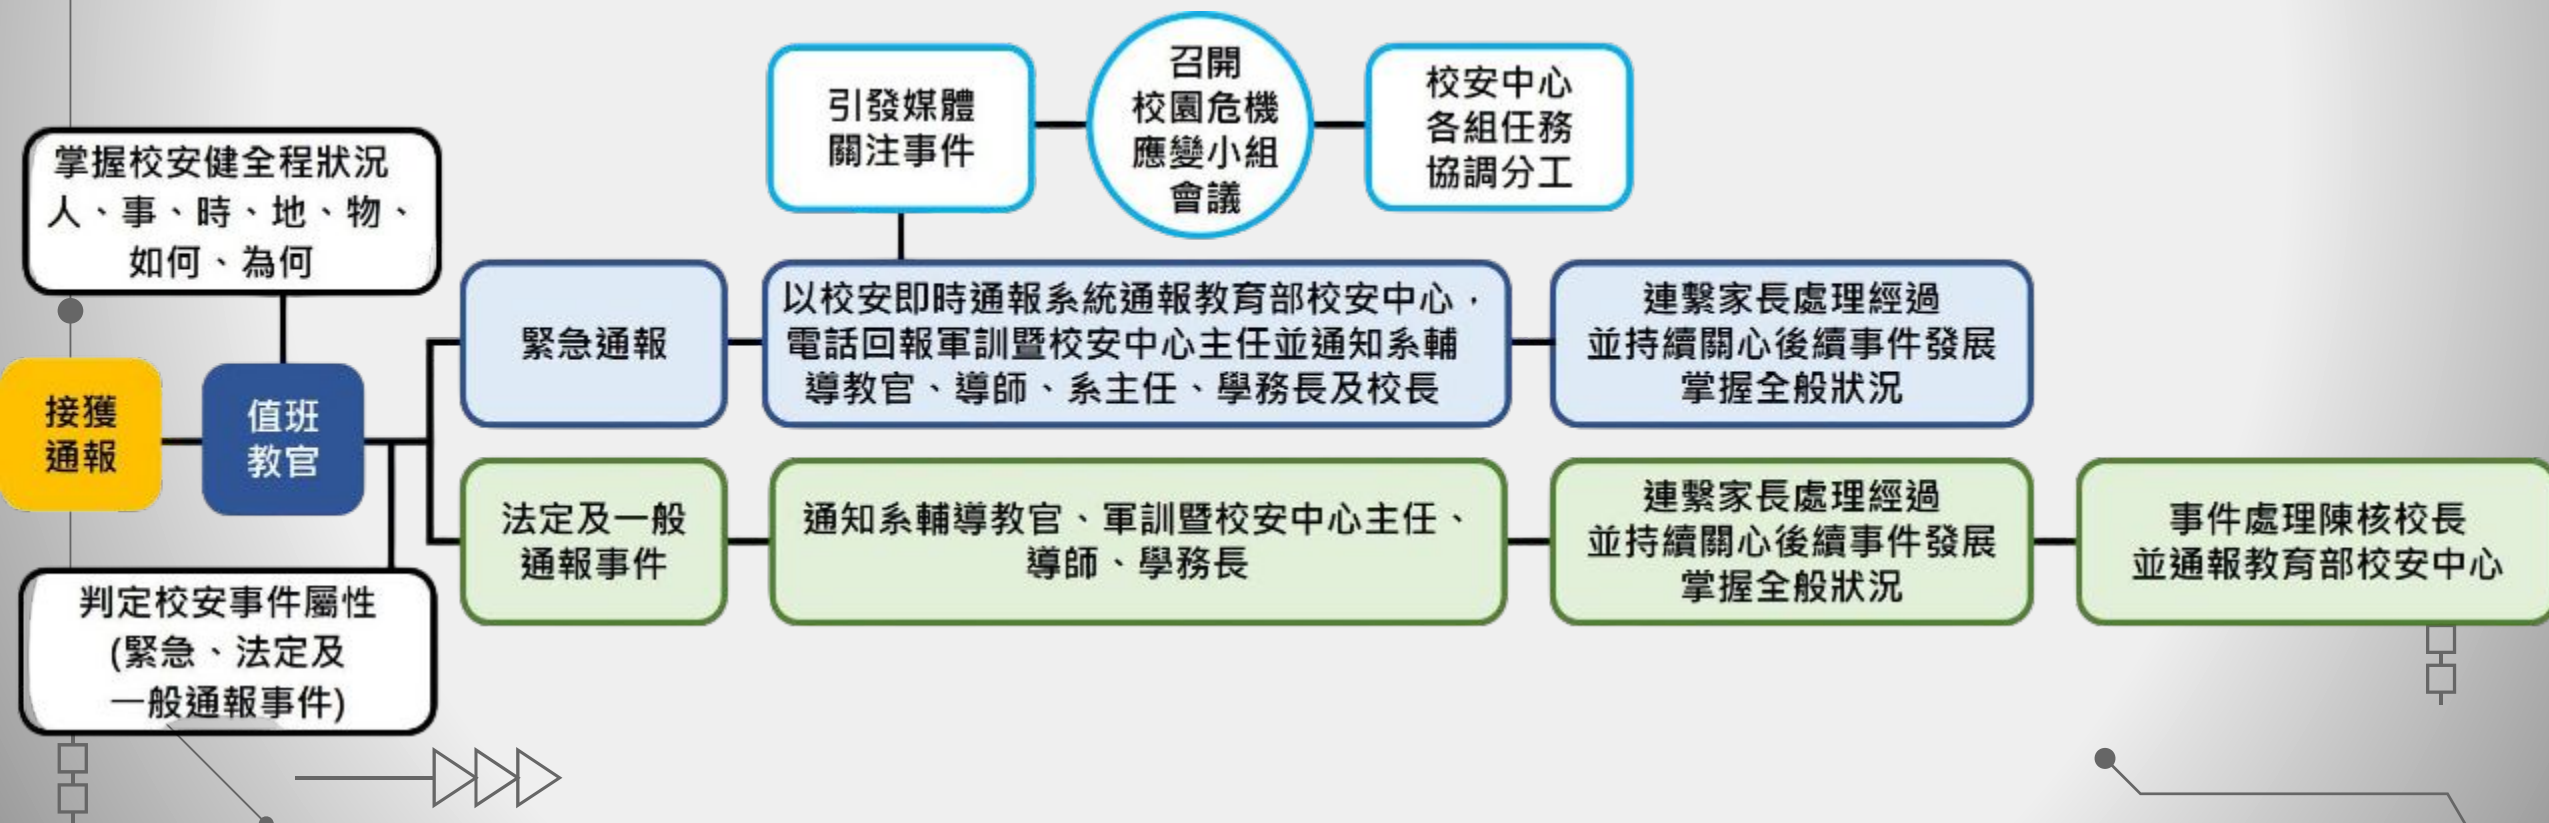 引發媒體
關注事件
召開
校園危機
應變小組
會議
校安中心
各組任務
協調分工
掌握校安健全程狀況
人、事、時、地、物、
如何、為何
接獲
通報
值班
教官
緊急通報
以校安即時通報系統通報教育部校安中心，
電話回報軍訓暨校安中心主任並通知系輔
導教官、導師、系主任、學務長及校長
連繫家長處理經過
並持續關心後續事件發展
掌握全般狀況
法定及一般
通報事件
通知系輔導教官、軍訓暨校安中心主任、
導師、學務長
連繫家長處理經過
並持續關心後續事件發展
掌握全般狀況
事件處理陳核校長
並通報教育部校安中心
判定校安事件屬性
(緊急、法定及
一般通報事件)